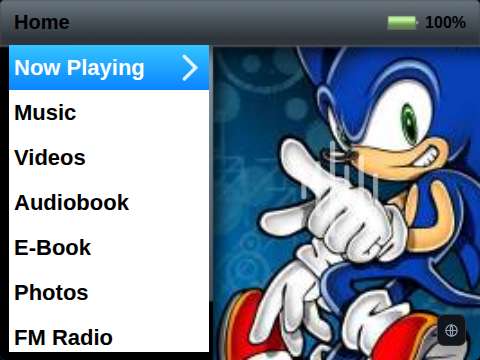 Home
100%
Now Playing
Music
Videos
Audiobook
E-Book
Photos
FM Radio